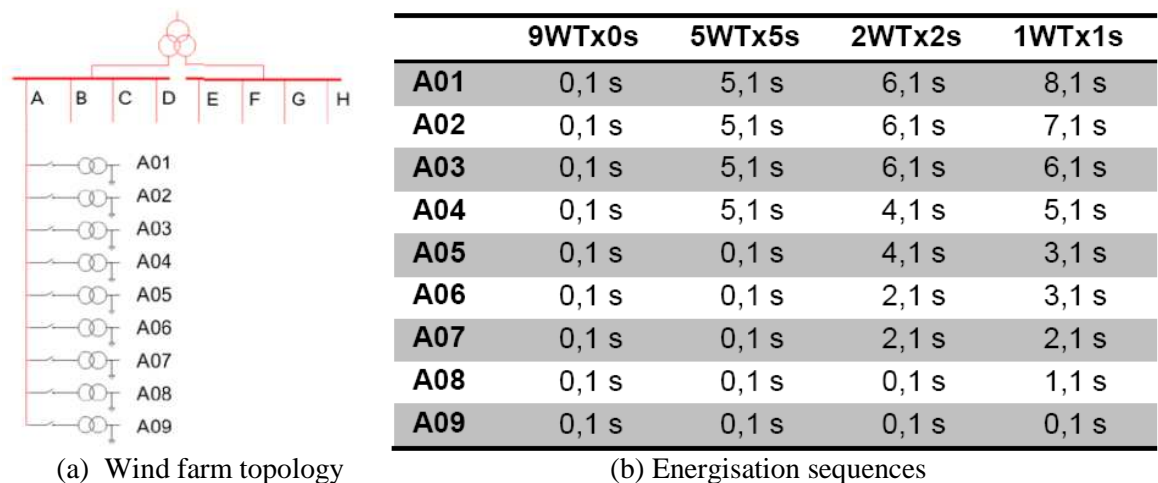 A B C D E F G H
A01
A02
A03
A04
A05
A06
A07
A08
A09
(a) Wind farm topology
9WTx0s 5WTx5s 2WTx2s 1WTx1s
A01 0,1 s 5,1 s 6,1 s 8,1 s
A02 0,1 s 5,1 s 6,1 s 7,1 s
A03 0,1 s 5,1 s 6,1 s 6,1 s
A04 0,1 s 5,1 s 4,1 s 5,1 s
A05 0,1 s 0,1 s 4,1 s 3,1 s
A06 0,1 s 0,1 s 2,1 s 3,1 s
A07 0,1 s 0,1 s 2,1 s 2,1 s
A08 0,1 s 0,1 s 0,1 s 1,1 s
A09 0,1 s 0,1 s 0,1 s 0,1 s
(b) Energisation sequences